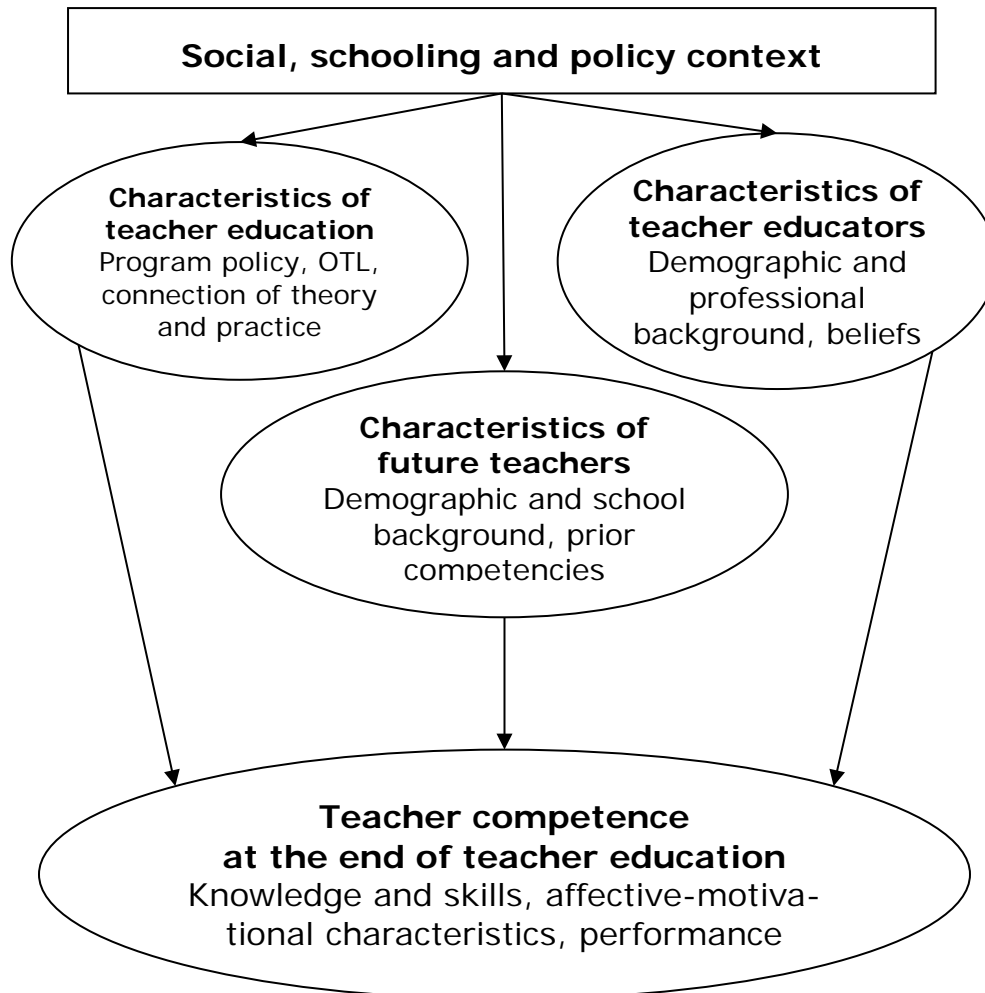 Social, schooling and policy context
Characteristics of
teacher education
Program policy, OTL,
connection of theory
and practice
Characteristics of
teacher educators
Demographic and
professional
background, beliefs
Characteristics of
future teachers
Demographic and school
background, prior
competencies
Teacher competence
at the end of teacher education
Knowledge and skills, affective-motiva-
tional characteristics, performance